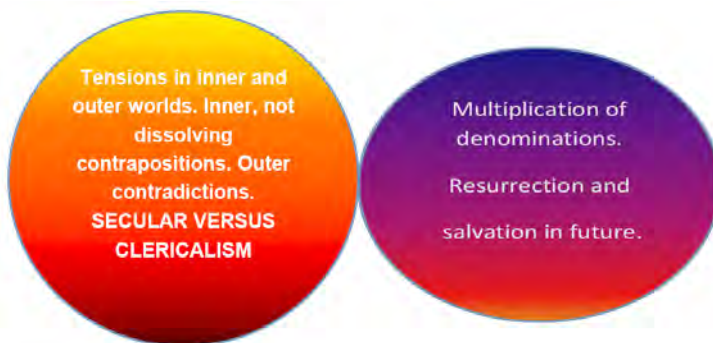 Tensions in inner and
outer worlds. Inner, not
dissolving
contrapositions. Outer
contradictions.
SECULAR VERSUS
CLERICALISM
Multiplication of
denominations.
Resurrection and
salvation in future.